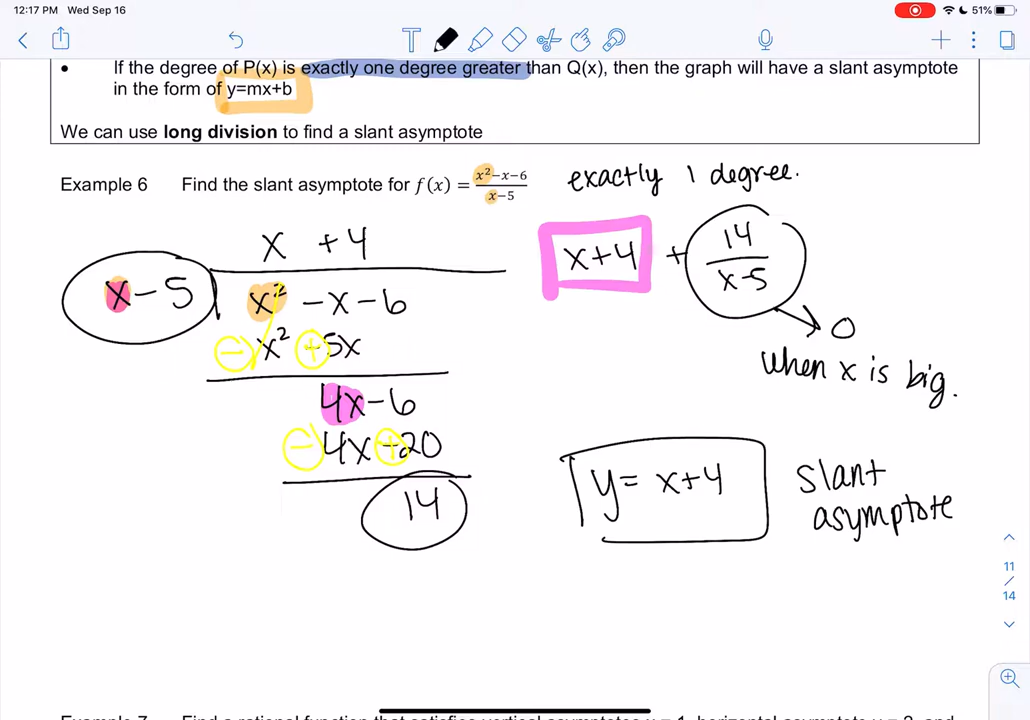 12:17 PM Wed Sep 16
51%
• If the degree of P(x) is exactly one degree greater than Q(x), then the graph will have a slant asymptote
in the form of y=mx+b
We can use long division to find a slant asymptote
Example 6 Find the slant asymptote for f(x) = x²−x−6 / x−5
exactly 1 degree.
x +4
x − 5 x² − x − 6
− x² + 5x
4x − 6
− 4x + 20
14
x+4 + 14 / x−5
0
when x is big.
y = x+4
slant
asymptote
11
/
14